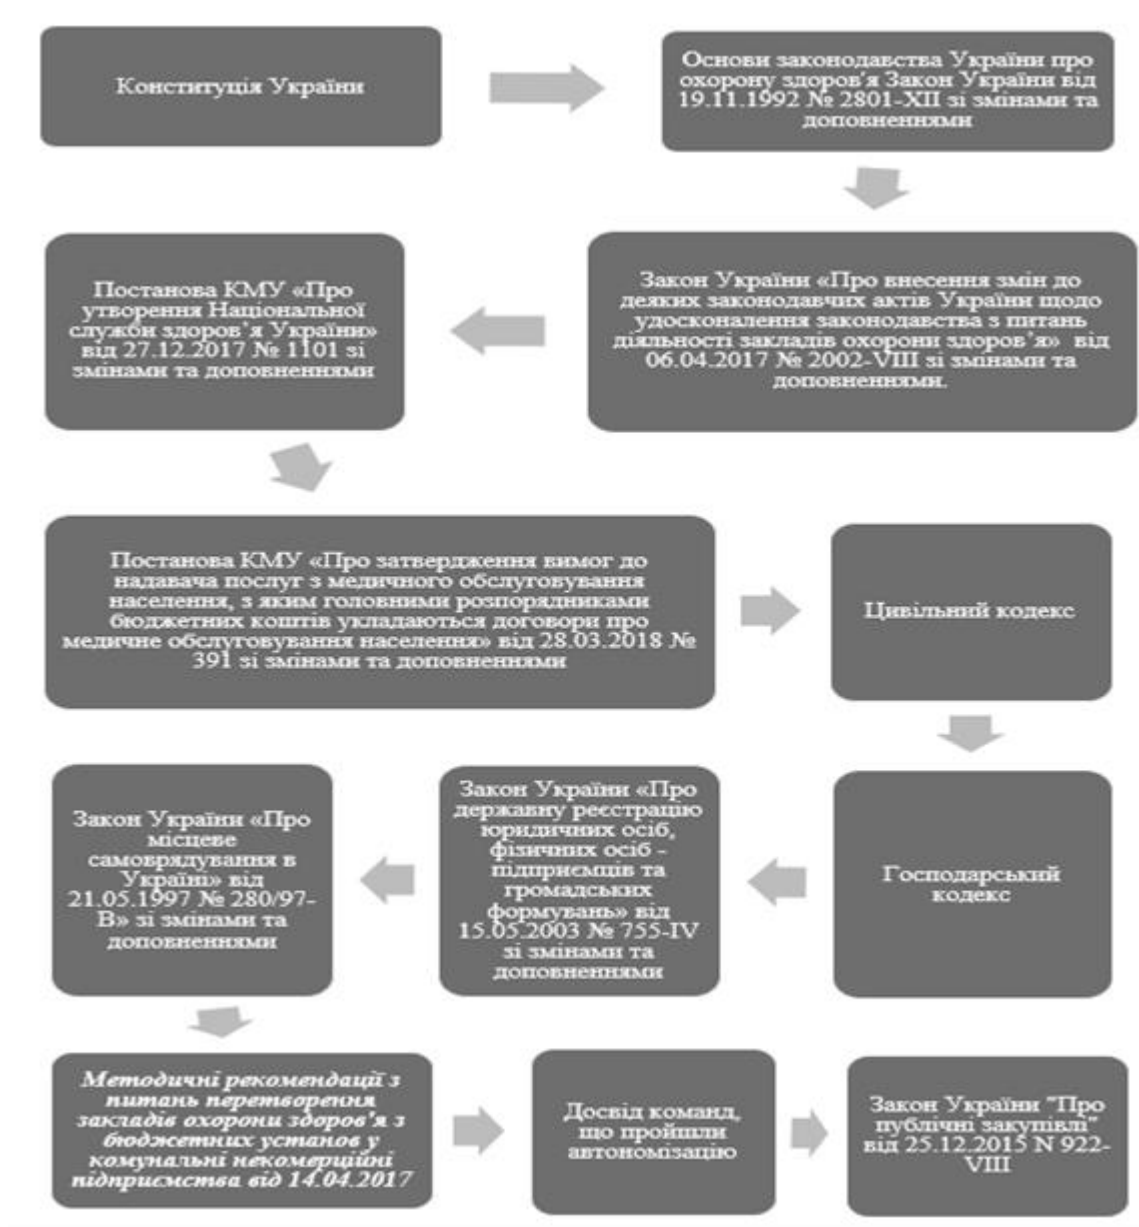 Конституція України
Основи законодавства України про
охорону здоров'я Закон України від
19.11.1992 № 2801-XII зі змінами та
доповненнями
Закон України «Про внесення змін до
деяких законодавчих актів України щодо
удосконалення законодавства з питань
діяльності закладів охорони здоров’я» від
06.04.2017 № 2002-VIII зі змінами та
доповненнями.
Постанова КМУ «Про
утворення Національної
служби здоров’я України»
від 27.12.2017 № 1101 зі
змінами та доповненнями
Постанова КМУ «Про затвердження вимог до
надавача послуг з медичного обслуговування
населення, з яким головними розпорядниками
бюджетних коштів укладаються договори про
медичне обслуговування населення» від 28.03.2018 №
391 зі змінами та доповненнями
Цивільний кодекс
Господарський
кодекс
Закон України «Про
державну реєстрацію
юридичних осіб,
фізичних осіб -
підприємців та
громадських
формувань» від
15.05.2003 № 755-IV
зі змінами та
доповненнями
Закон України «Про
місцеве
самоврядування в
Україні» від
21.05.1997 № 280/97-
В» зі змінами та
доповненнями
Методичні рекомендації з
питань перетворення
закладів охорони здоров’я з
бюджетних установ у
комунальні некомерційні
підприємства від 14.04.2017
Досвід команд,
що пройшли
автономізацію
Закон України "Про
публічні закупівлі"
від 25.12.2015 N 922-
VIII